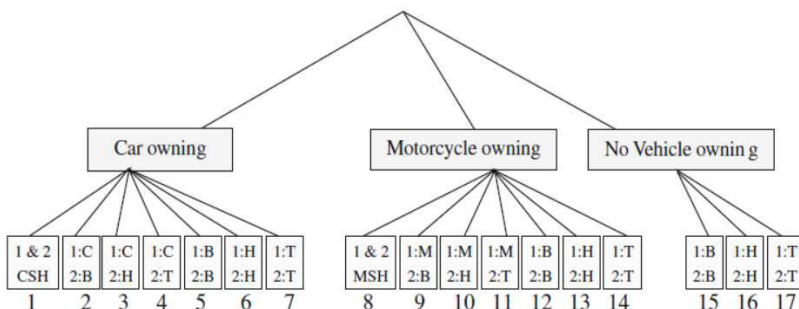 Car owning
Motorcycle owning
No Vehicle ownin g
1 & 2 1:C 1:C 1:C 1:B 1:H 1:T 1 & 2 1:M 1:M 1:M 1:B 1:H 1:T 1:B 1:H 1:T
CSH 2:B 2:H 2:T 2:B 2:H 2:T MSH 2:B 2:H 2:T 2:B 2:H 2:T 2:B 2:H 2:T
1 2 3 4 5 6 7 8 9 10 11 12 13 14 15 16 17